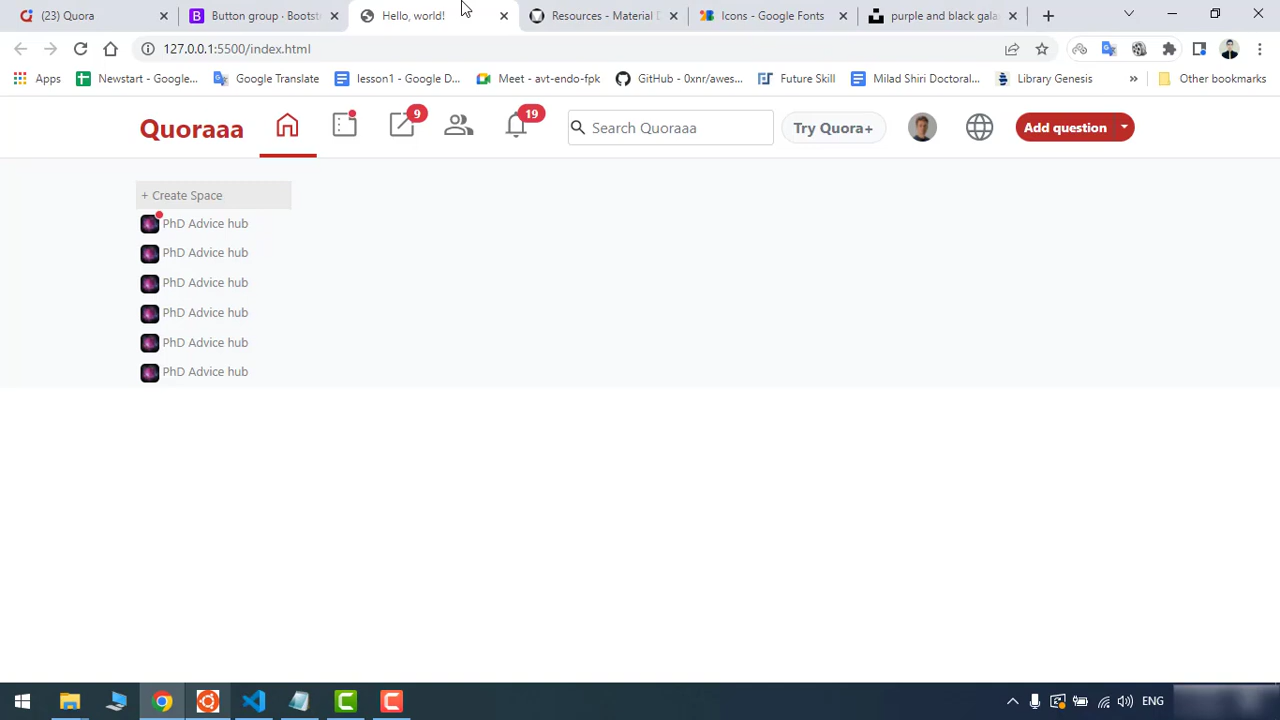 (23) Quora
Button group · Bootst
Hello, world!
Resources - Material D
Icons - Google Fonts
purple and black gala
127.0.0.1:5500/index.html
Apps
Newstart - Google...
Google Translate
lesson1 - Google D...
Meet - avt-endo-fpk
GitHub - 0xnr/awes...
Future Skill
Milad Shiri Doctoral...
Library Genesis
»
Other bookmarks
Quoraaa
9
19
Search Quoraaa
Try Quora+
Add question
+ Create Space
PhD Advice hub
PhD Advice hub
PhD Advice hub
PhD Advice hub
PhD Advice hub
PhD Advice hub
ENG